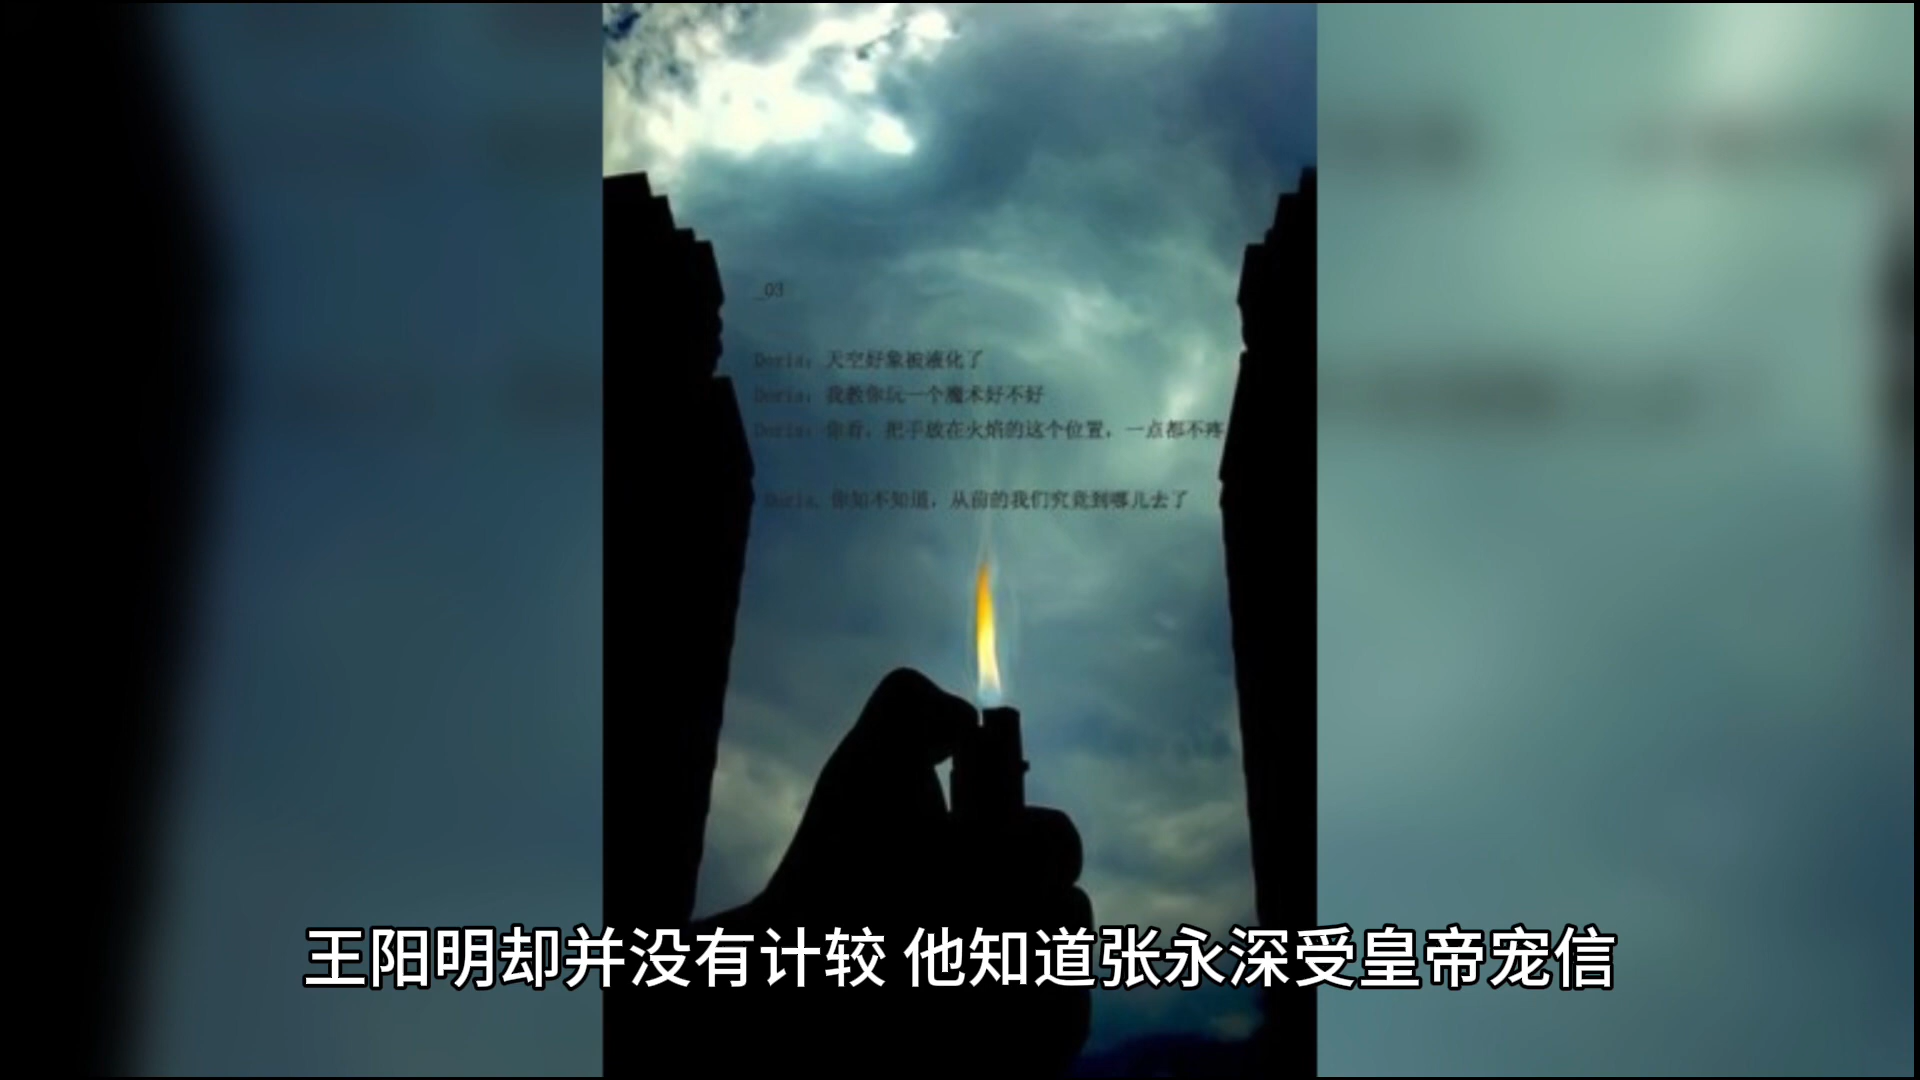 _03
Doris: 天空好象被液化了
Doris: 我教你玩一个魔术好不好
Doris: 你看，把手放在火焰的这个位置，一点都不疼
Doris，你知不知道，从前的我们究竟到哪儿去了
王阳明却并没有计较 他知道张永深受皇帝宠信